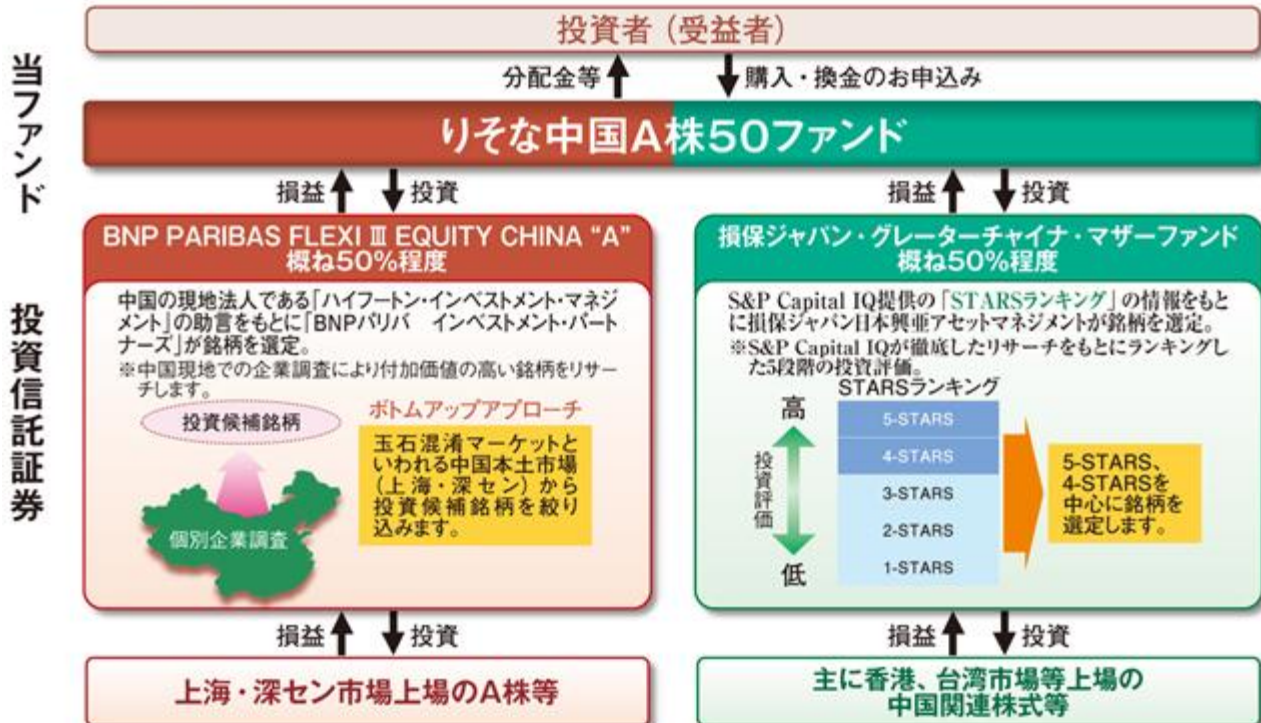 投資者（受益者）
分配金等
購入・換金のお申込み
当ファンド
りそな中国A株50ファンド
損益
投資
損益
投資
投資信託証券
BNP PARIBAS FLEXI Ⅲ EQUITY CHINA “A”
概ね50%程度
中国の現地法人である「ハイフートン・インベストメント・マネジ
メント」の助言をもとに「BNPパリバ　インベストメント・パート
ナーズ」が銘柄を選定。
※中国現地での企業調査により付加価値の高い銘柄をリサー
チします。
投資候補銘柄
個別企業調査
ボトムアップアプローチ
玉石混淆マーケットと
いわれる中国本土市場
（上海・深セン）から
投資候補銘柄を絞り
込みます。
損保ジャパン・グレーターチャイナ・マザーファンド
概ね50%程度
S&P Capital IQ提供の「STARSランキング」の情報をもと
に損保ジャパン日本興亜アセットマネジメントが銘柄を選定。
※S&P Capital IQが徹底したリサーチをもとにランキングし
た5段階の投資評価。
STARSランキング
高
投資評価
低
5-STARS
4-STARS
3-STARS
2-STARS
1-STARS
5-STARS、
4-STARSを
中心に銘柄を
選定します。
損益
投資
損益
投資
上海・深セン市場上場のA株等
主に香港、台湾市場等上場の
中国関連株式等